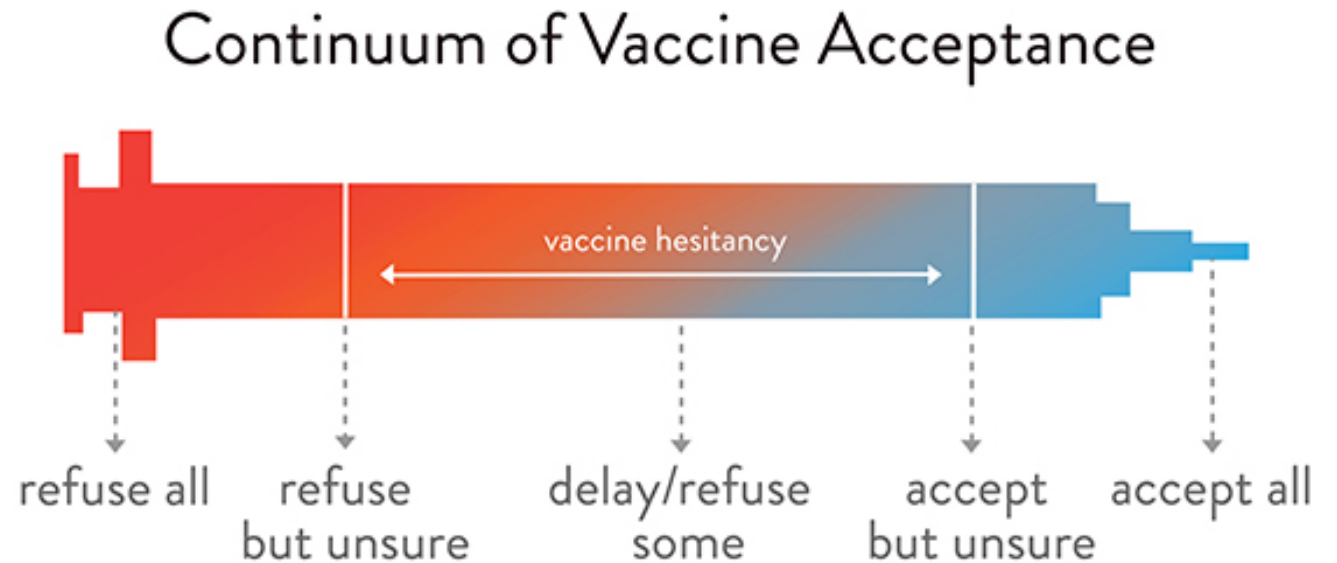 Continuum of Vaccine Acceptance
vaccine hesitancy
refuse all
refuse
but unsure
delay/refuse
some
accept
but unsure
accept all